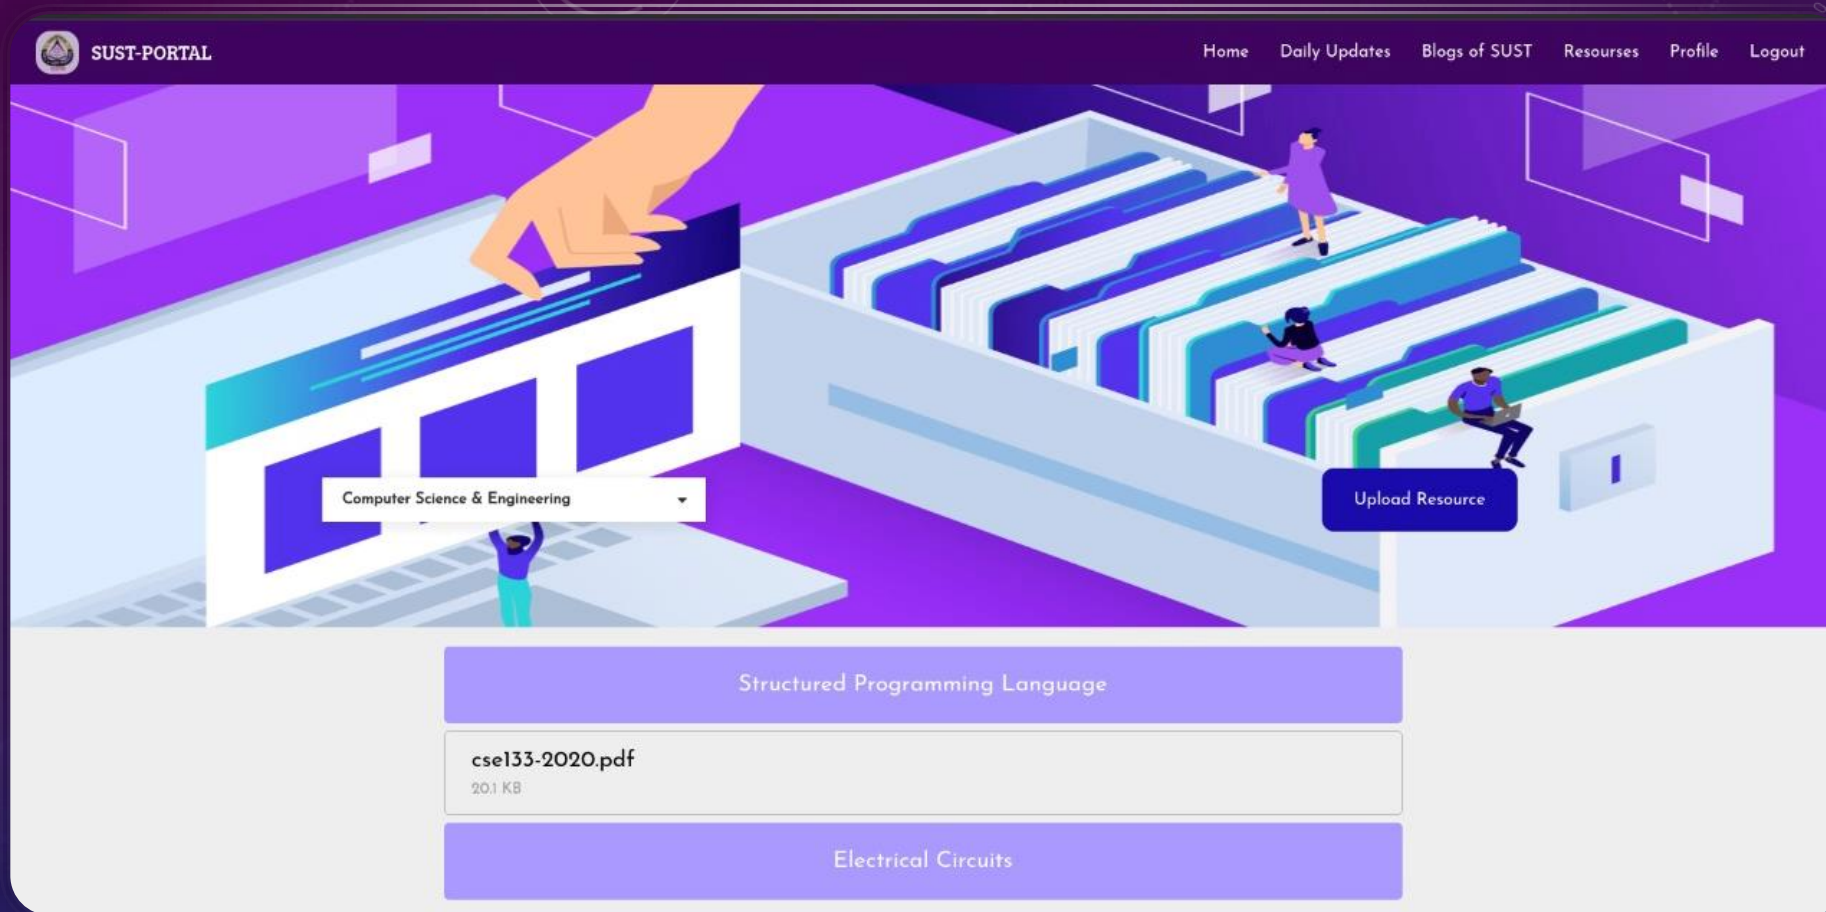 SUST-PORTAL
Home Daily Updates Blogs of SUST Resourses Profile Logout
Computer Science & Engineering
Upload Resource
Structured Programming Language
cse133-2020.pdf
20.1 KB
Electrical Circuits